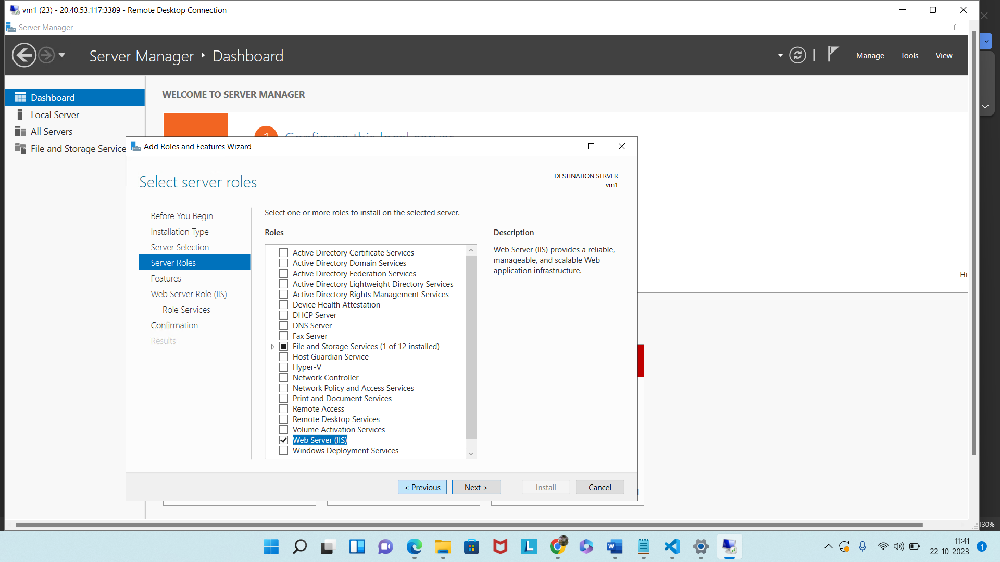 vm1 (23) - 20.40.53.117:3389 - Remote Desktop Connection
Server Manager
Server Manager Dashboard
Manage Tools View
Dashboard
Local Server
All Servers
File and Storage Service
WELCOME TO SERVER MANAGER
1 Configure this local server
Add Roles and Features Wizard
Select server roles
DESTINATION SERVER
vm1
Before You Begin
Installation Type
Server Selection
Server Roles
Features
Web Server Role (IIS)
Role Services
Confirmation
Results
Select one or more roles to install on the selected server.
Roles
Active Directory Certificate Services
Active Directory Domain Services
Active Directory Federation Services
Active Directory Lightweight Directory Services
Active Directory Rights Management Services
Device Health Attestation
DHCP Server
DNS Server
Fax Server
File and Storage Services (1 of 12 installed)
Host Guardian Service
Hyper-V
Network Controller
Network Policy and Access Services
Print and Document Services
Remote Access
Remote Desktop Services
Volume Activation Services
Web Server (IIS)
Windows Deployment Services
Description
Web Server (IIS) provides a reliable,
manageable, and scalable Web
application infrastructure.
< Previous Next > Install Cancel
130%
11:41
22-10-2023
1